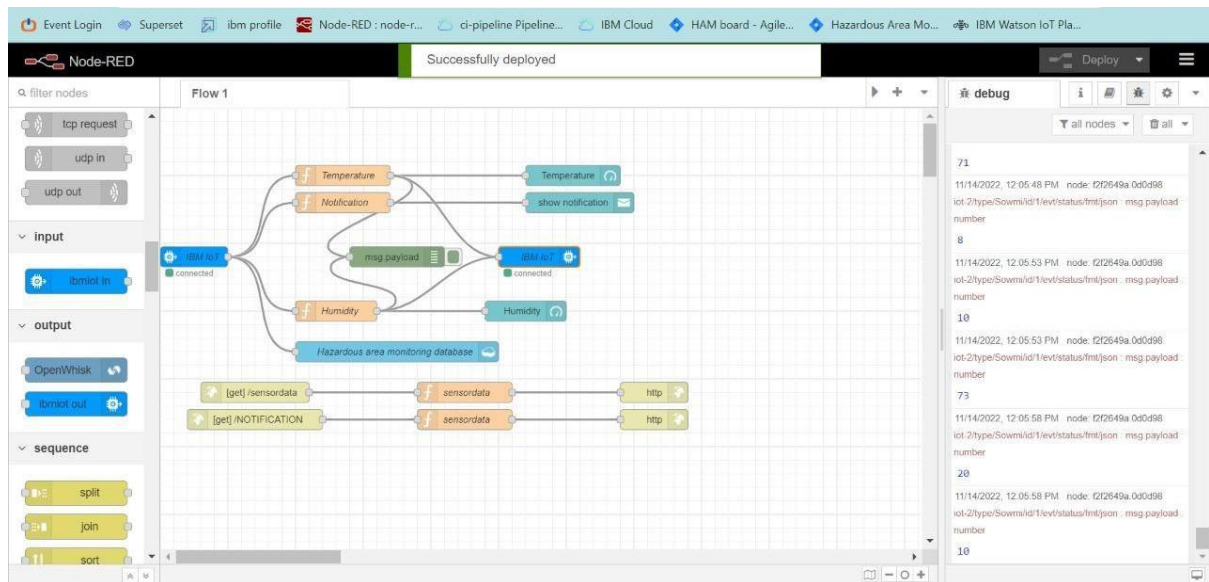 Event Login Superset ibm profile Node-RED : node-r... ci-pipeline Pipeline... IBM Cloud HAM board - Agile... Hazardous Area Mo... IBM Watson IoT Pla...
Node-RED Successfully deployed Deploy
filter nodes Flow 1 debug
all nodes all
tcp request
udp in
udp out
input
ibmiot in
output
OpenWhisk
ibmiot out
sequence
split
join
sort
Temperature Temperature
Notification show notification
IBM IoT msg.payload IBM IoT
connected connected
Humidity Humidity
Hazardous area monitoring database
[get] /sensordata sensordata http
[get] /NOTIFICATION sensordata http
71
11/14/2022, 12:05:48 PM node: f2f2649a.0d0d98
iot-2/type/Sowmi/id/1/evt/status/fmt/json : msg.payload :
number
8
11/14/2022, 12:05:53 PM node: f2f2649a.0d0d98
iot-2/type/Sowmi/id/1/evt/status/fmt/json : msg.payload :
number
10
11/14/2022, 12:05:53 PM node: f2f2649a.0d0d98
iot-2/type/Sowmi/id/1/evt/status/fmt/json : msg.payload :
number
73
11/14/2022, 12:05:58 PM node: f2f2649a.0d0d98
iot-2/type/Sowmi/id/1/evt/status/fmt/json : msg.payload :
number
20
11/14/2022, 12:05:58 PM node: f2f2649a.0d0d98
iot-2/type/Sowmi/id/1/evt/status/fmt/json : msg.payload :
number
10